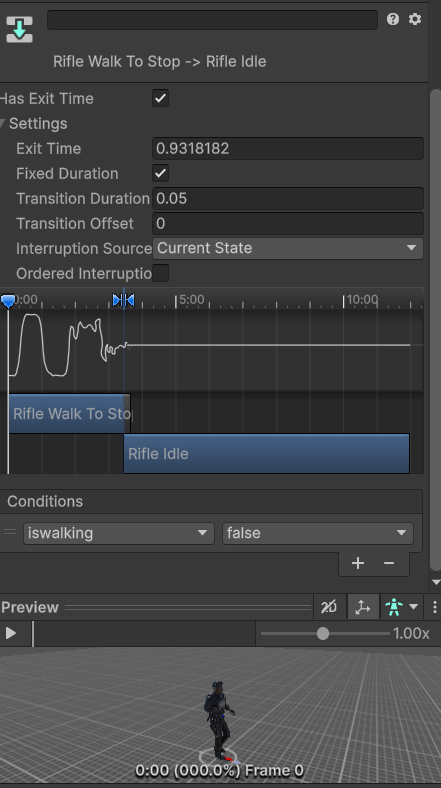 Rifle Walk To Stop -> Rifle Idle
Has Exit Time
Settings
Exit Time 0.9318182
Fixed Duration
Transition Duration 0.05
Transition Offset 0
Interruption Source Current State
Ordered Interruptio
0:00 5:00 10:00
Rifle Walk To Sto
Rifle Idle
Conditions
iswalking false
Preview 2D
1.00x
0:00 (000.0%) Frame 0